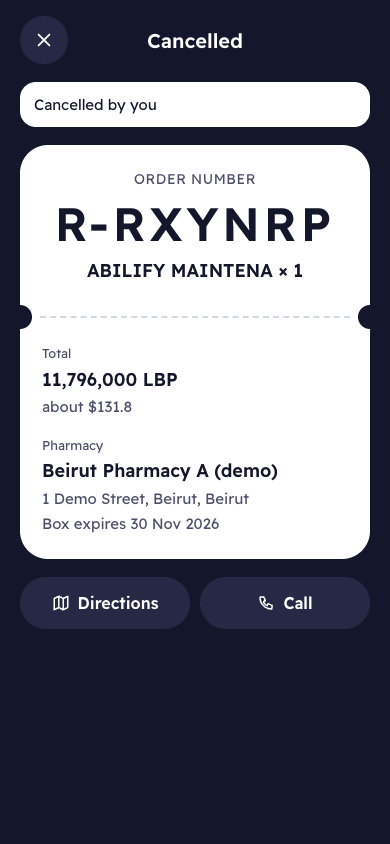 Cancelled
Cancelled by you
ORDER NUMBER
R-RXYNRP
ABILIFY MAINTENA × 1
Total
11,796,000 LBP
about $131.8
Pharmacy
Beirut Pharmacy A (demo)
1 Demo Street, Beirut, Beirut
Box expires 30 Nov 2026
Directions
Call